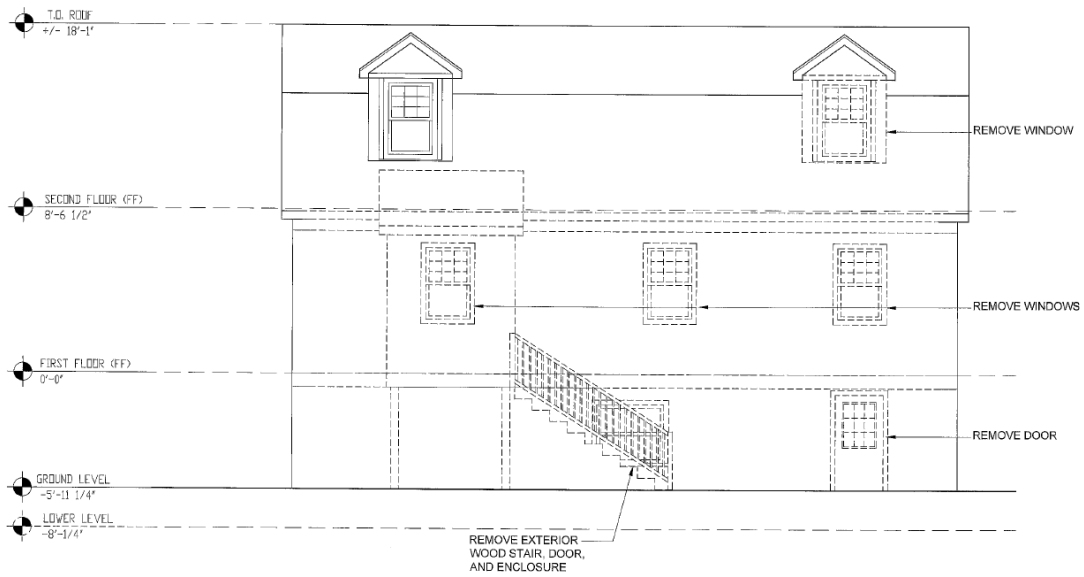 T.O. ROOF
+/- 18'-1"
REMOVE WINDOW
SECOND FLOOR (FF)
8'-6 1/2"
REMOVE WINDOWS
FIRST FLOOR (FF)
0'-0"
REMOVE DOOR
GROUND LEVEL
-5'-11 1/4"
LOWER LEVEL
-8'-1/4"
REMOVE EXTERIOR
WOOD STAIR, DOOR,
AND ENCLOSURE